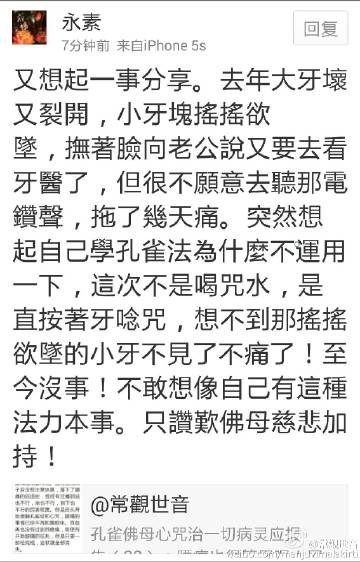 永素
回复
7分钟前 来自iPhone 5s
又想起一事分享。去年大牙壞
又裂開，小牙塊搖搖欲
墜，撫著臉向老公說又要去看
牙醫了，但很不願意去聽那電
鑽聲，拖了幾天痛。突然想
起自己學孔雀法為什麼不運用
一下，這次不是喝咒水，是
直按著牙唸咒，想不到那搖搖
欲墜的小牙不見了不痛了！至
今沒事！不敢想像自己有這種
法力本事。只讚歎佛母慈悲加
持！
@常觀世音
孔雀佛母心咒治一切病灵应报